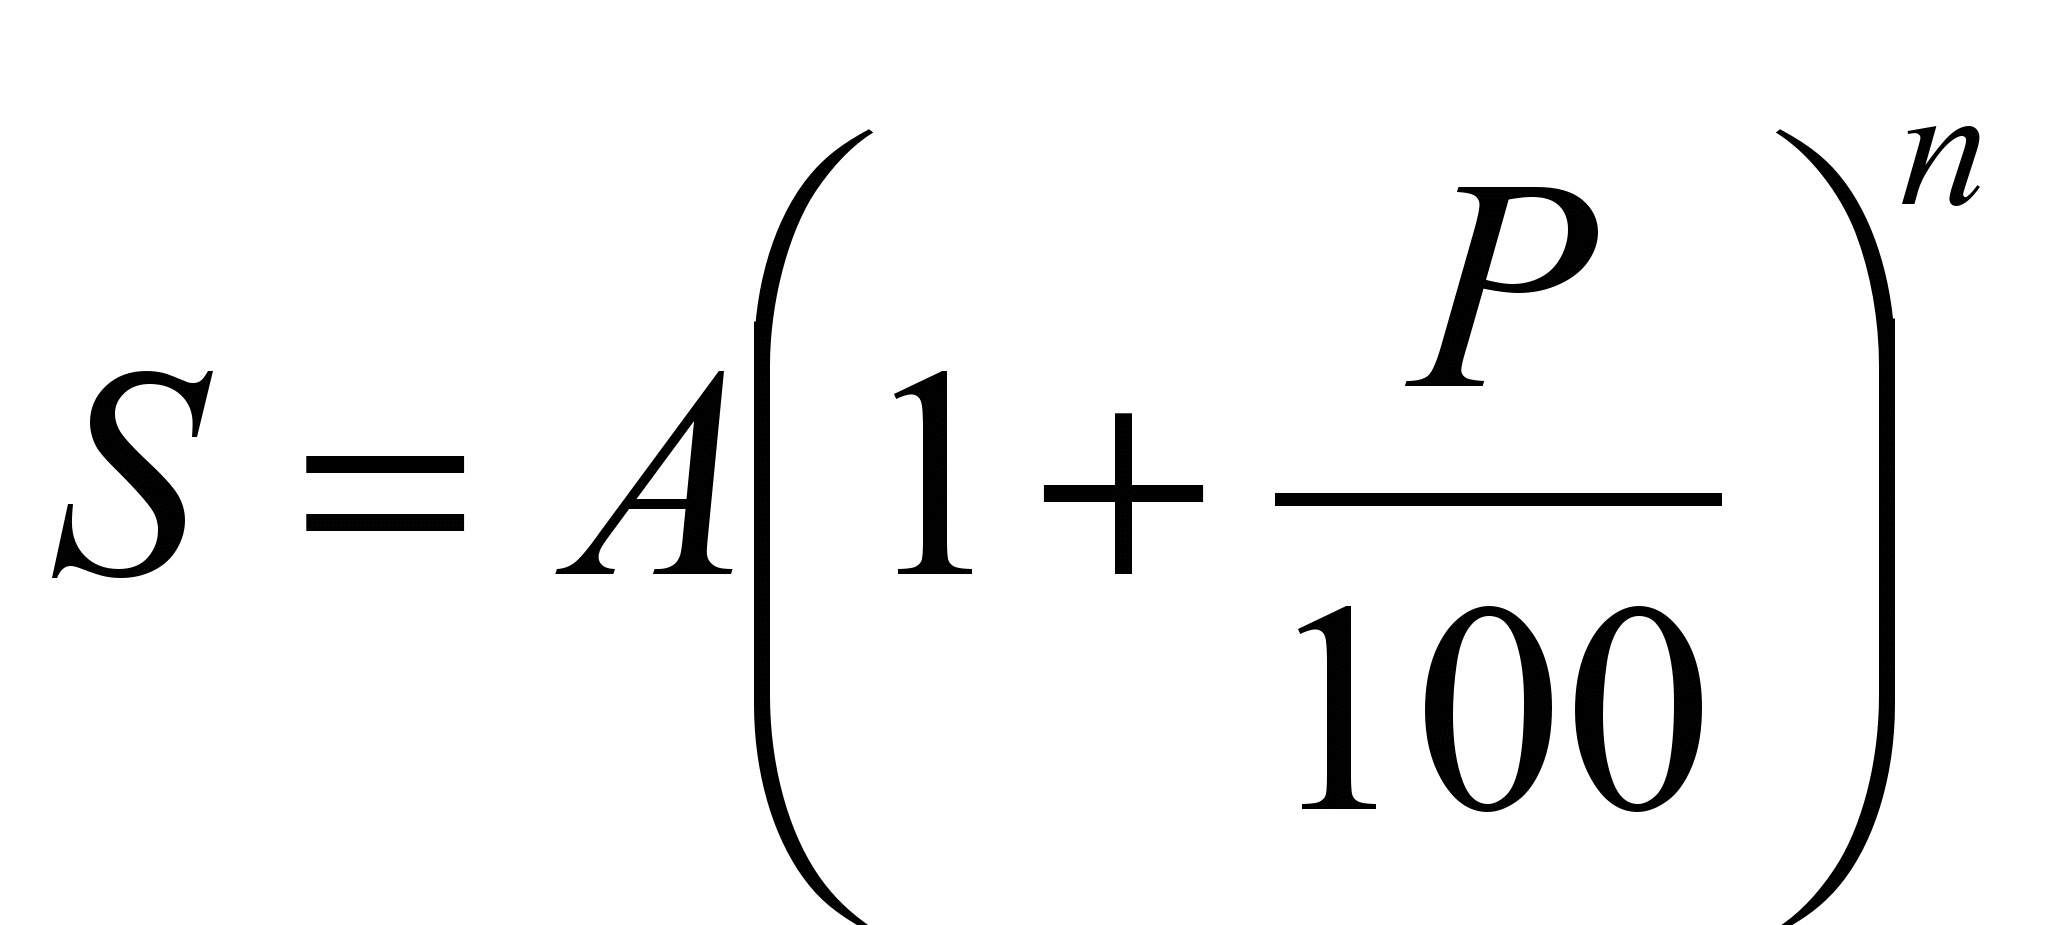 S = A(1 + P/100)^n